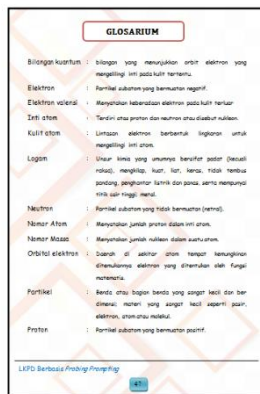 GLOSARIUM
Bilangan kuantum : bilangan yang menunjukkan orbit elektron yang
mengelilingi inti pada kulit tertentu.
Elektron : Partikel subatom yang bermuatan negatif.
Elektron valensi : Menyatakan keberadaan elektron pada kulit terluar
Inti atom : Terdiri atas proton dan neutron atau disebut nukleon.
Kulit atom : Lintasan elektron berbentuk lingkaran untuk
mengelilingi inti atom.
Logam : Unsur kimia yang umumnya bersifat padat (kecuali
raksa), mengkilap, kuat, liat, keras, tidak tembus
pandang, penghantar listrik dan panas, serta mempunyai
titik cair tinggi; metal.
Neutron : Partikel subatom yang tidak bermuatan (netral).
Nomor Atom : Menyatakan jumlah proton dalam inti atom.
Nomor Massa : Menyatakan jumlah nukleon dalam suatu atom.
Orbital elektron : Daerah di sekitar atom tempat kemungkinan
ditemukannya elektron yang ditentukan oleh fungsi
matematis.
Partikel : Benda atau bagian benda yang sangat kecil dan ber
dimensi; materi yang sangat kecil seperti pasir,
elektron, atom atau molekul.
Proton : Partikel subatom yang bermuatan positif.
LKPD Berbasis Probing Prompting
47